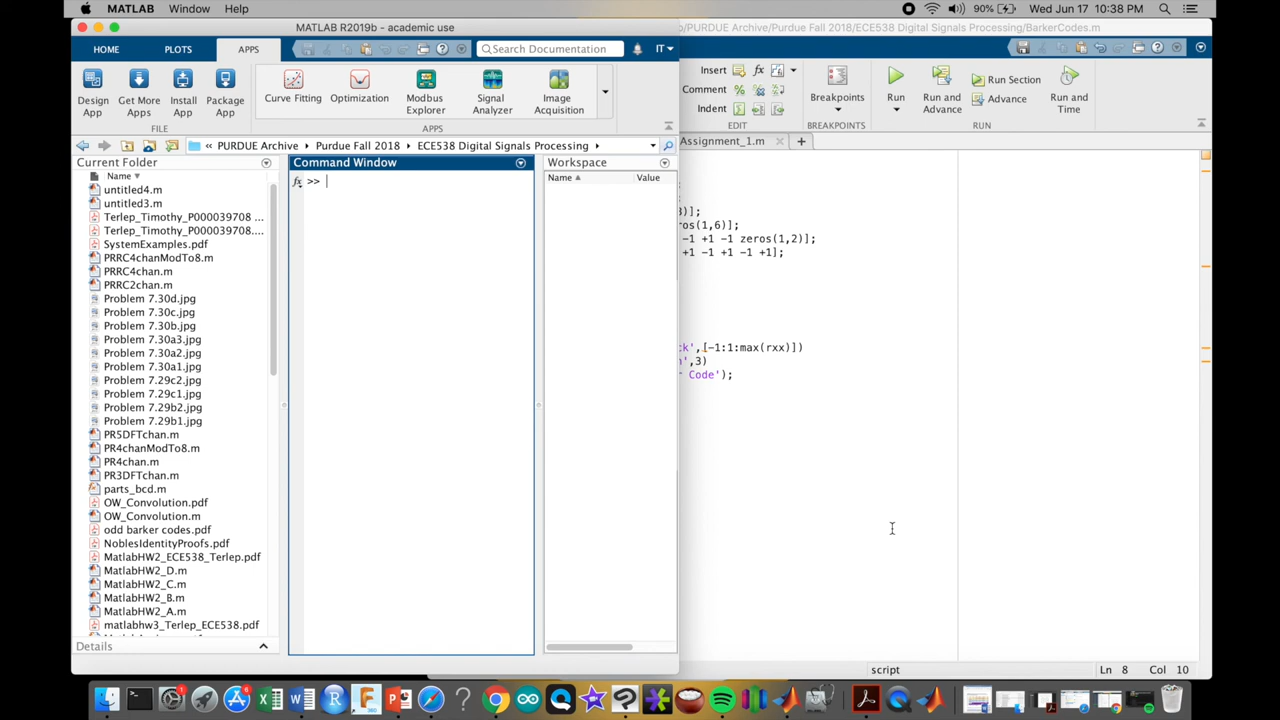 MATLAB Window Help 90% Wed Jun 17 10:38 PM
MATLAB R2019b - academic use
/PURDUE Archive/Purdue Fall 2018/ECE538 Digital Signals Processing/BarkerCodes.m
HOME PLOTS APPS Search Documentation IT
Design App
Get More Apps
Install App
Package App
Curve Fitting
Optimization
Modbus Explorer
Signal Analyzer
Image Acquisition
FILE APPS
Insert fx
Comment
Indent
EDIT
Breakpoints
BREAKPOINTS
Run
Run and Advance
Run Section
Advance
Run and Time
RUN
« PURDUE Archive › Purdue Fall 2018 › ECE538 Digital Signals Processing ›
Assignment_1.m × +
Current Folder
Name
untitled4.m
untitled3.m
Terlep_Timothy_P000039708 ...
Terlep_Timothy_P000039708....
SystemExamples.pdf
PRRC4chanModTo8.m
PRRC4chan.m
PRRC2chan.m
Problem 7.30d.jpg
Problem 7.30c.jpg
Problem 7.30b.jpg
Problem 7.30a3.jpg
Problem 7.30a2.jpg
Problem 7.30a1.jpg
Problem 7.29c2.jpg
Problem 7.29c1.jpg
Problem 7.29b2.jpg
Problem 7.29b1.jpg
PR5DFTchan.m
PR4chanModTo8.m
PR4chan.m
PR3DFTchan.m
parts_bcd.m
OW_Convolution.pdf
OW_Convolution.m
odd barker codes.pdf
NoblesIdentityProofs.pdf
MatlabHW2_ECE538_Terlep.pdf
MatlabHW2_D.m
MatlabHW2_C.m
MatlabHW2_B.m
MatlabHW2_A.m
matlabhw3_Terlep_ECE538.pdf
Details
Command Window
fx >>
Workspace
Name Value
;
;
3)];
ros(1,6)];
-1 +1 -1 zeros(1,2)];
+1 -1 +1 -1 +1];
ck',[-1:1:max(rxx)])
n',3)
r Code');
script Ln 8 Col 10